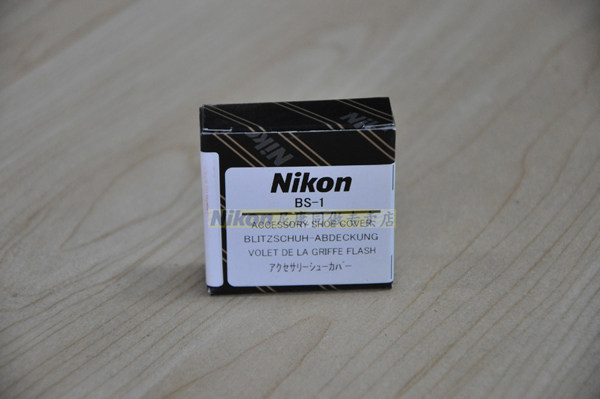 Nikon
BS-1
ACCESSORY SHOE COVER
BLITZSCHUH-ABDECKUNG
VOLET DE LA GRIFFE FLASH
アクセサリーシューカバー
Nikon